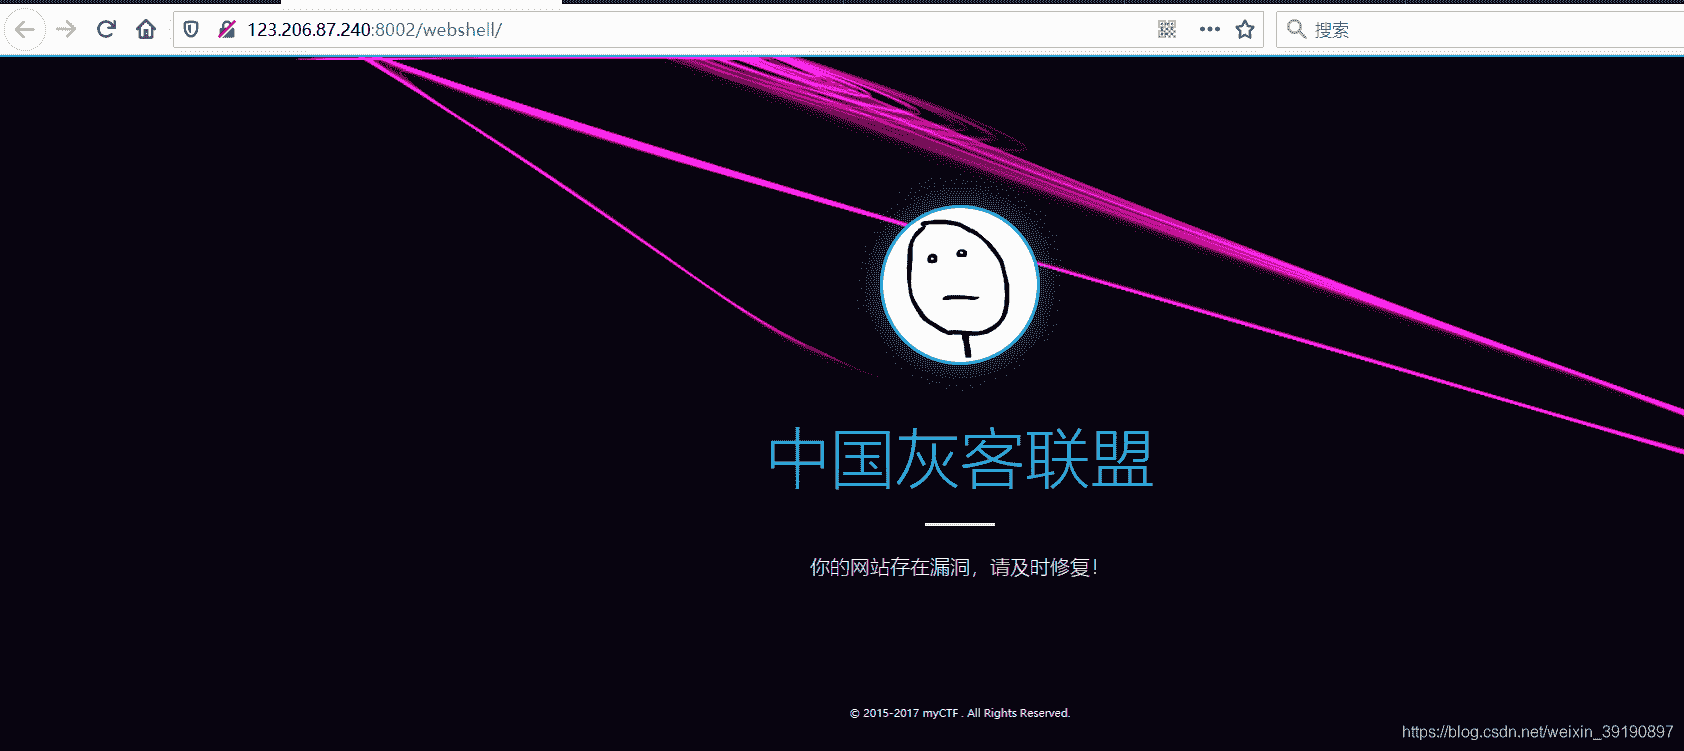 123.206.87.240:8002/webshell/
搜索
中国灰客联盟
你的网站存在漏洞，请及时修复！
© 2015-2017 myCTF . All Rights Reserved.
https://blog.csdn.net/weixin_39190897